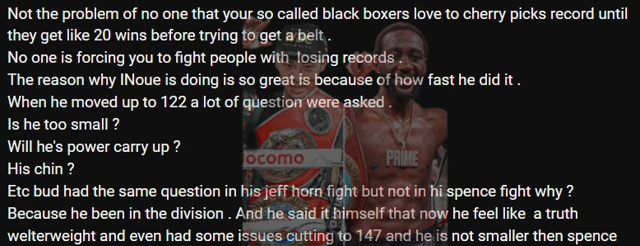 Not the problem of no one that your so called black boxers love to cherry picks record until
they get like 20 wins before trying to get a belt .
No one is forcing you to fight people with losing records .
The reason why INoue is doing is so great is because of how fast he did it .
When he moved up to 122 a lot of question were asked .
Is he too small ?
Will he's power carry up ?
His chin ?
Etc bud had the same question in his jeff horn fight but not in hi spence fight why ?
Because he been in the division . And he said it himself that now he feel like a truth
welterweight and even had some issues cutting to 147 and he is not smaller then spence
ocomo
PRIME